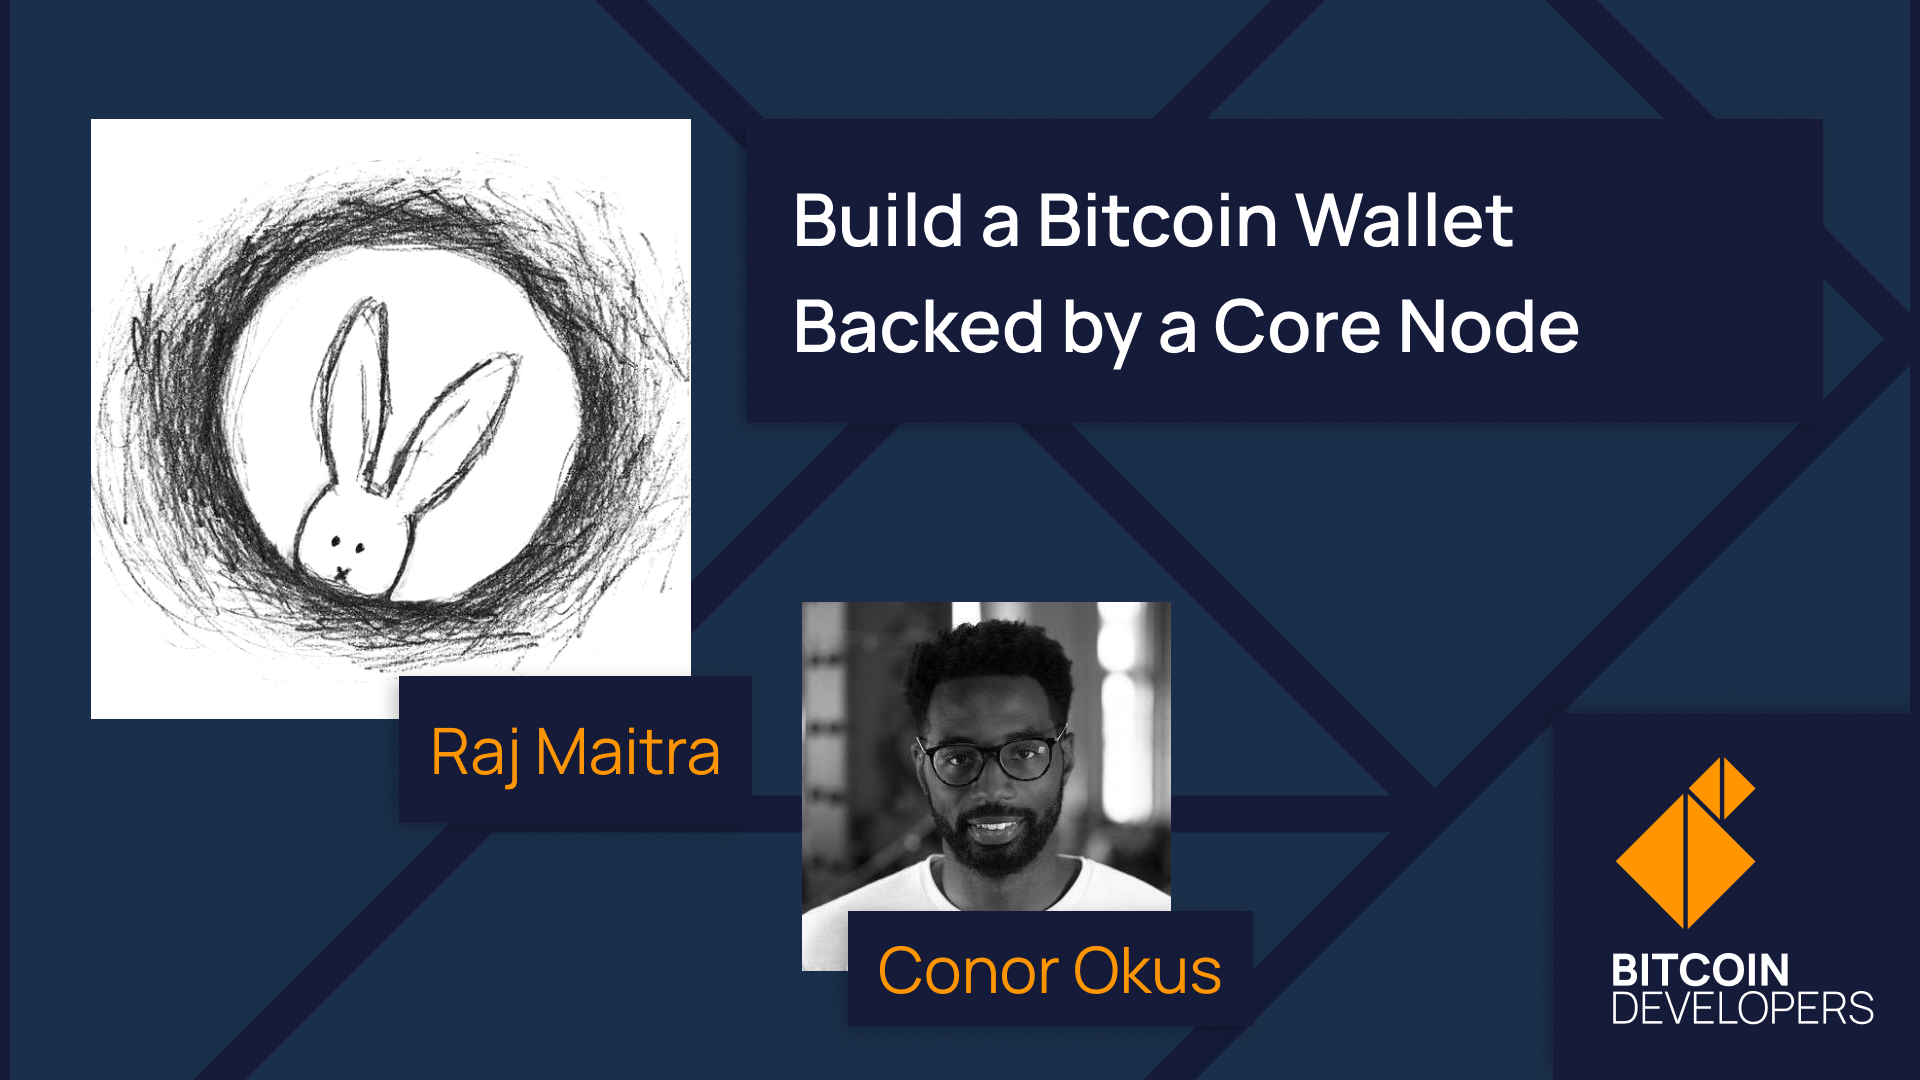 Build a Bitcoin Wallet
Backed by a Core Node
Raj Maitra
Conor Okus
BITCOIN
DEVELOPERS